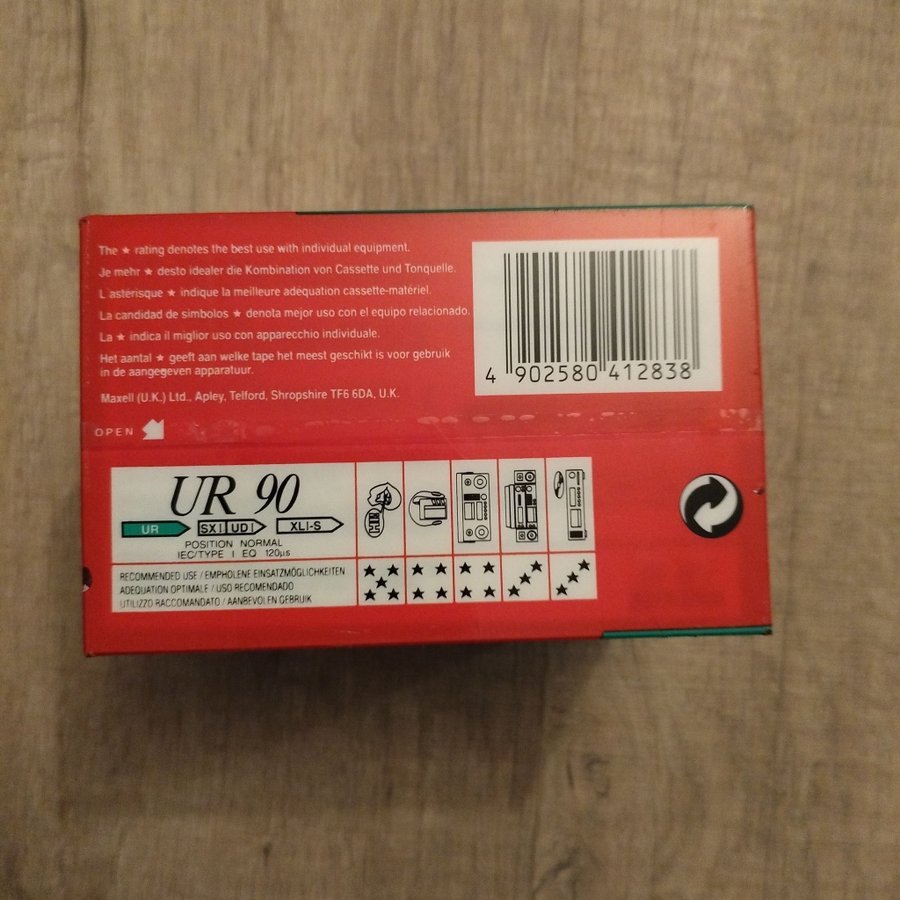 The ★ rating denotes the best use with individual equipment.
Je mehr ★ desto idealer die Kombination von Cassette und Tonquelle.
L'astérisque ★ indique la meilleure adéquation cassette-matériel.
La candidad de simbolos ★ denota mejor uso con el equipo relacionado.
La ★ indica il miglior uso con apparecchio individuale.
Het aantal ★ geeft aan welke tape het meest geschikt is voor gebruik
in de aangegeven apparatuur.
Maxell (U.K.) Ltd., Apley, Telford, Shropshire TF6 6DA, U.K.
4 902580 412838
OPEN
UR 90
UR SXI UDI XLI-S
POSITION NORMAL
IEC/TYPE I EQ 120µs
RECOMMENDED USE / EMPHOLENE EINSATZMÖGLICHKEITEN
ADEQUATION OPTIMALE / USO RECOMENDADO
UTILIZZO RACCOMANDATO / AANBEVOLEN GEBRUIK